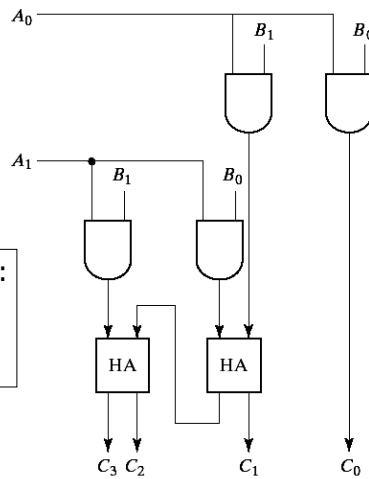 A₀
B₁ B₀
A₁
B₁ B₀
:
HA HA
C₃ C₂ C₁ C₀